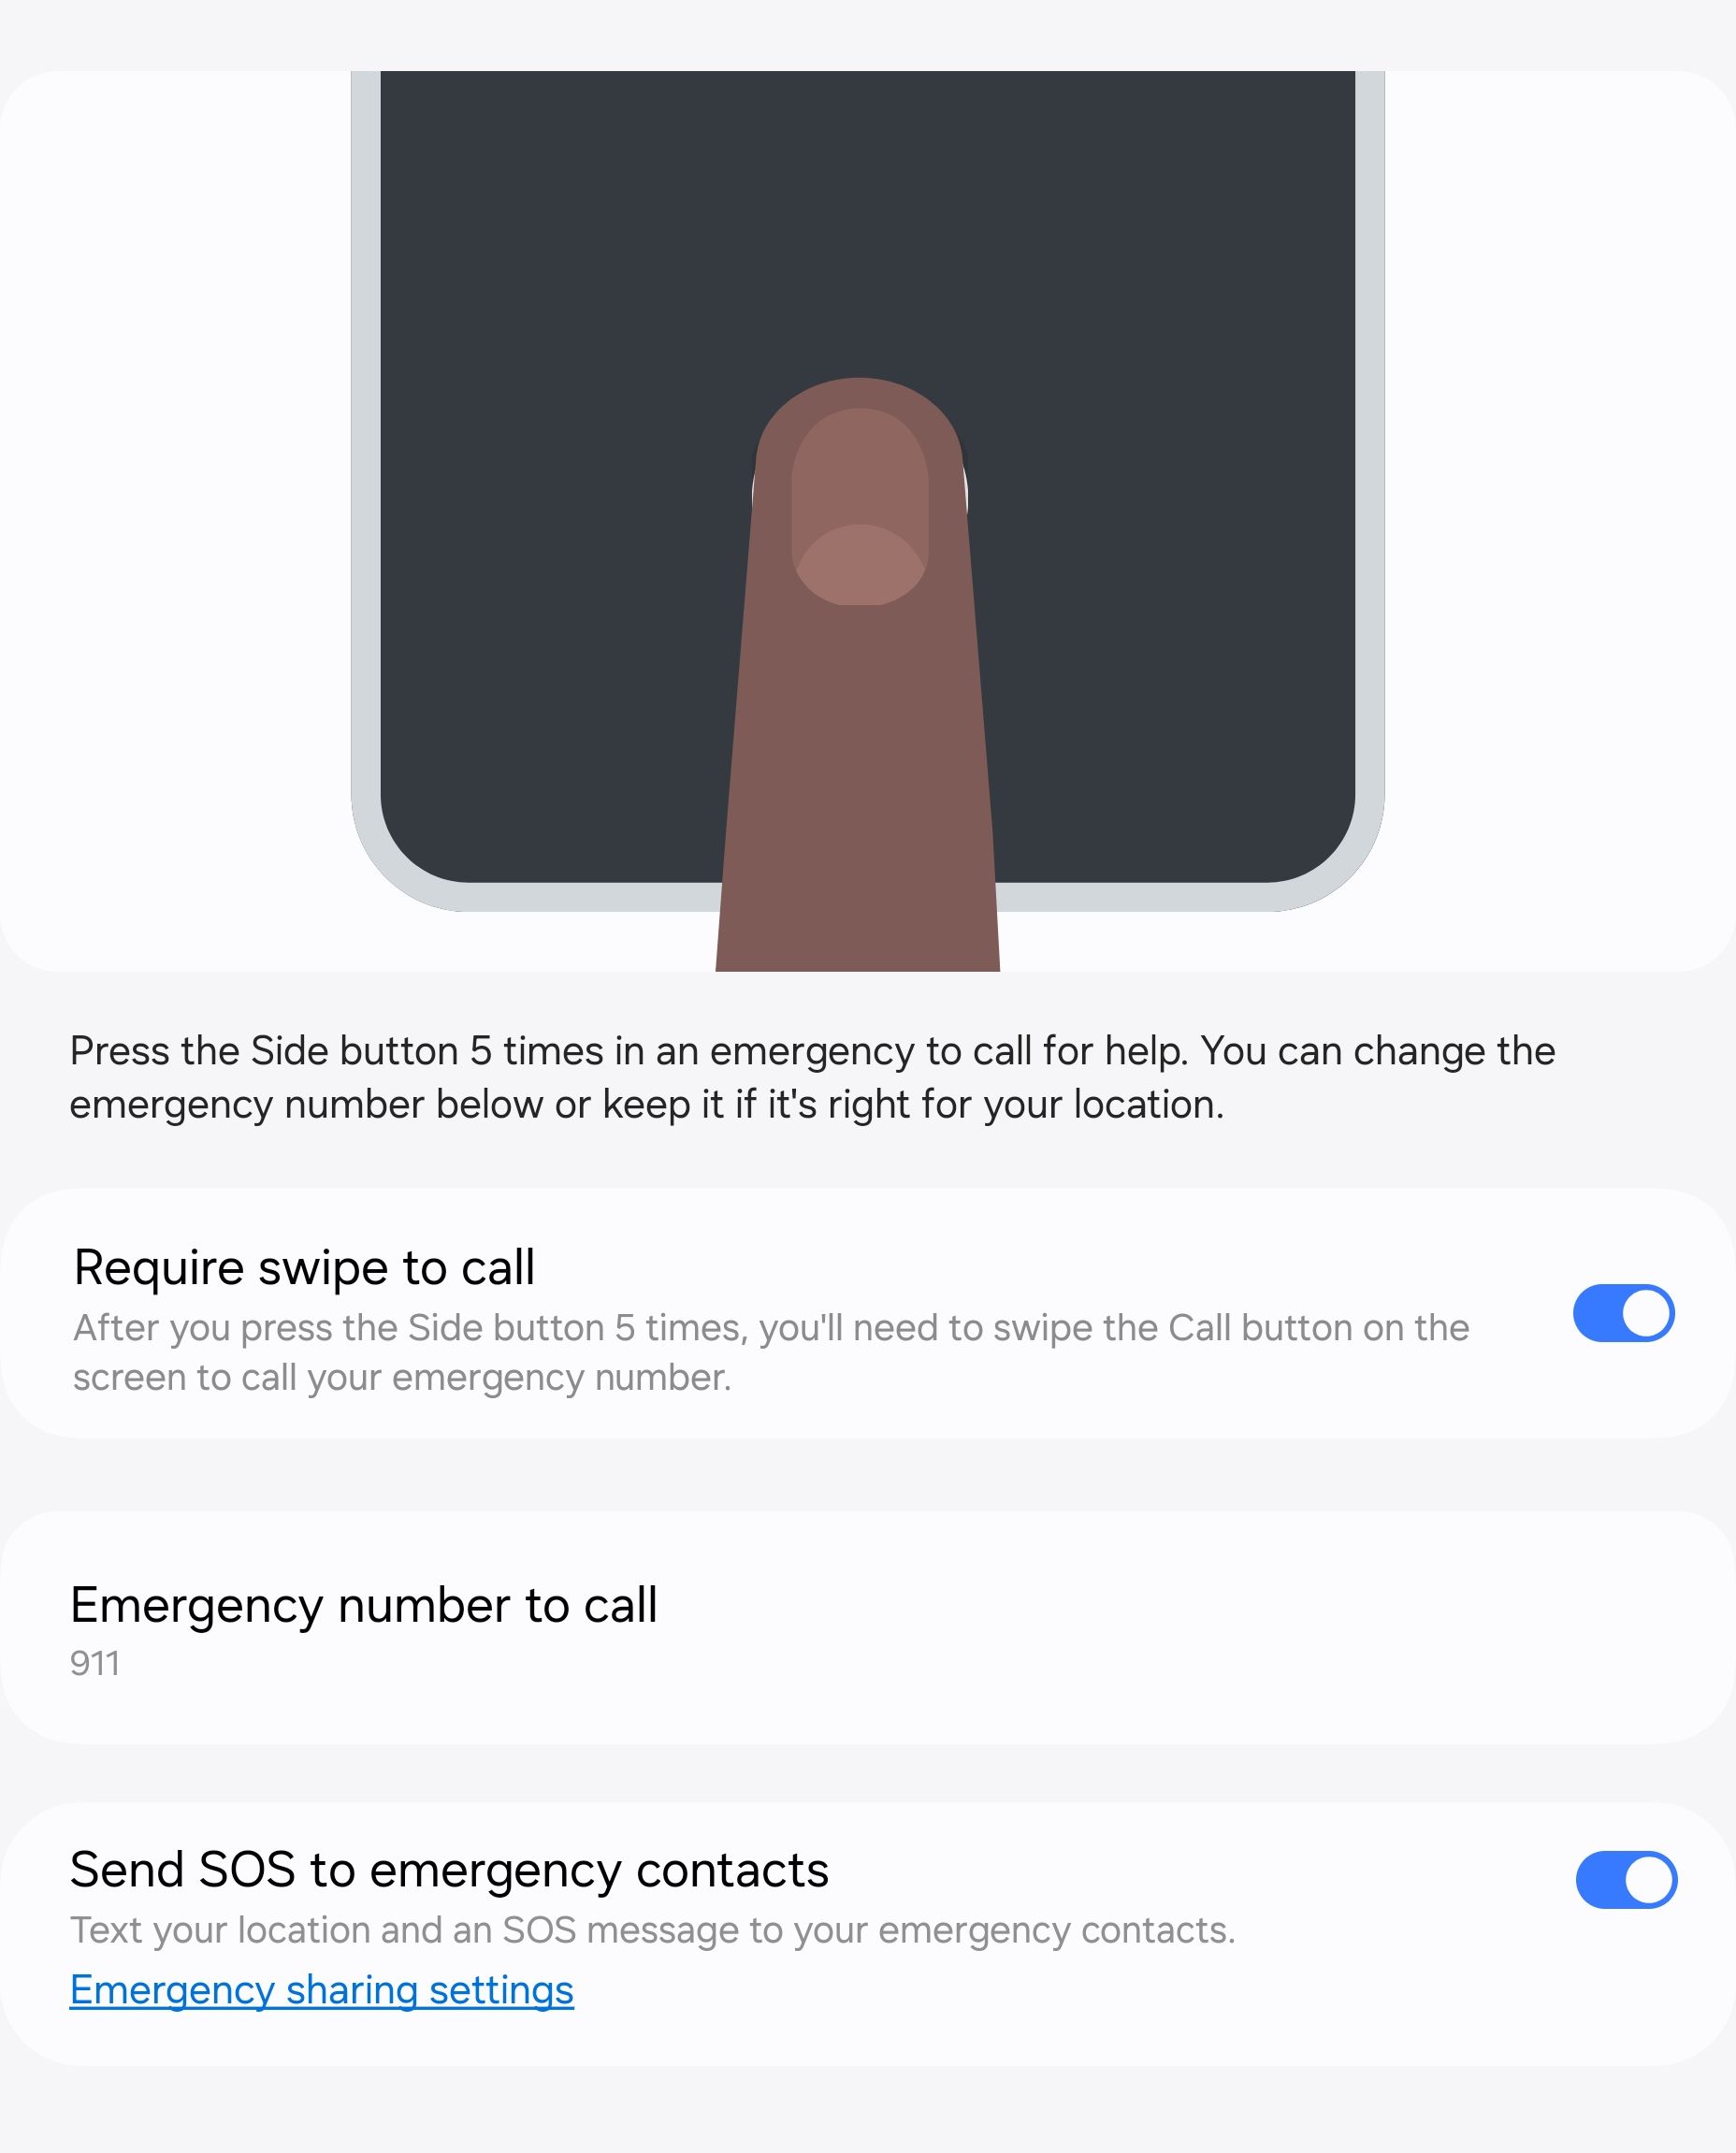 Press the Side button 5 times in an emergency to call for help. You can change the
emergency number below or keep it if it's right for your location.
Require swipe to call
After you press the Side button 5 times, you'll need to swipe the Call button on the
screen to call your emergency number.
Emergency number to call
911
Send SOS to emergency contacts
Text your location and an SOS message to your emergency contacts.
Emergency sharing settings